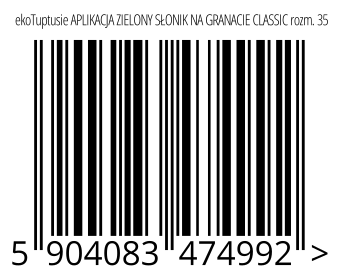 ekoTuptusie APLIKACJA ZIELONY SŁONIK NA GRANACIE CLASSIC rozm. 35
5 904083 474992 >